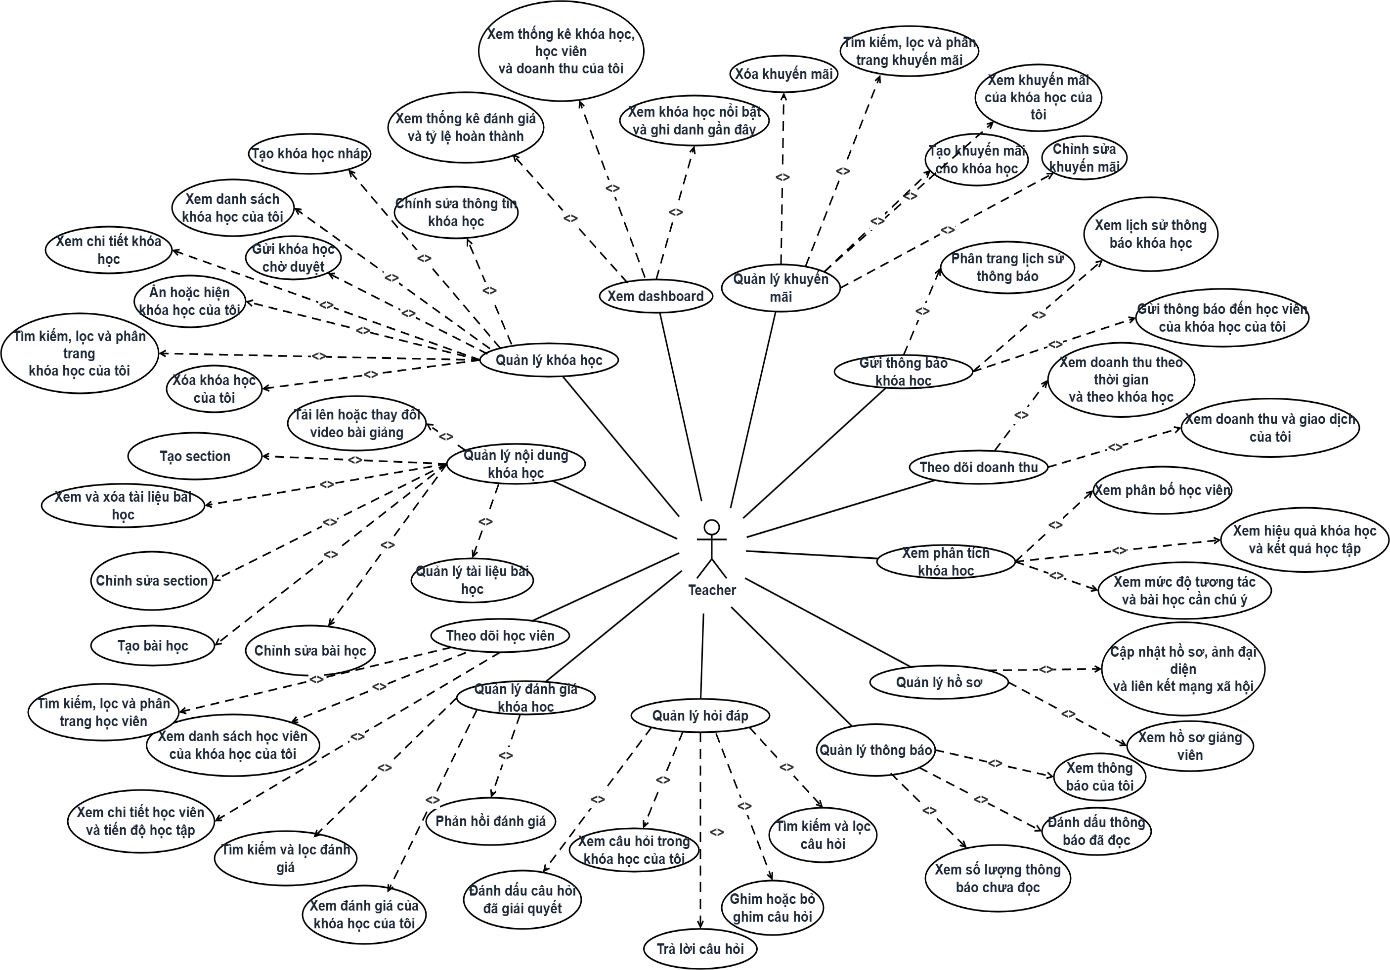 Xem thống kê khóa học,
học viên
và doanh thu của tôi
Tìm kiếm, lọc và phân
trang khuyến mãi
Xóa khuyến mãi
Xem khuyến mãi
của khóa học của
tôi
Xem thống kê đánh giá
và tỷ lệ hoàn thành
Xem khóa học nổi bật
và ghi danh gần đây
Tạo khóa học nháp
Tạo khuyến mãi
cho khóa học
Chỉnh sửa
khuyến mãi
<>
<>
<>
<>
<>
<>
<>
<>
<>
Xem danh sách
khóa học của tôi
Chỉnh sửa thông tin
khóa học
Xem lịch sử thông
báo khóa học
Xem chi tiết khóa
học
Gửi khóa học
chờ duyệt
<>
<>
<>
<>
<>
<>
<>
Phân trang lịch sử
thông báo
Ẩn hoặc hiện
khóa học của tôi
Xem dashboard
Quản lý khuyến
mãi
<>
<>
<>
Gửi thông báo đến học viên
của khóa học của tôi
Tìm kiếm, lọc và phân
trang
khóa học của tôi
<>
<>
Quản lý khóa học
Gửi thông báo
khóa học
Xem doanh thu theo
thời gian
và theo khóa học
Xóa khóa học
của tôi
Tải lên hoặc thay đổi
video bài giảng
<>
<>
<>
Xem doanh thu và giao dịch
của tôi
Tạo section
<>
Quản lý nội dung
khóa học
Theo dõi doanh thu
Xem và xóa tài liệu bài
học
<>
<>
<>
<>
<>
<>
Xem phân bố học viên
<>
Xem hiệu quả khóa học
và kết quả học tập
Chỉnh sửa section
Quản lý tài liệu bài
học
Teacher
Xem phân tích
khóa học
<>
<>
Xem mức độ tương tác
và bài học cần chú ý
Tạo bài học
Chỉnh sửa bài học
Theo dõi học viên
Cập nhật hồ sơ, ảnh đại
diện
và liên kết mạng xã hội
<>
<>
<>
Quản lý đánh giá
khóa học
Quản lý hồ sơ
<>
<>
Tìm kiếm, lọc và phân
trang học viên
Xem danh sách học viên
của khóa học của tôi
Quản lý hỏi đáp
Quản lý thông báo
Xem hồ sơ giảng
viên
<>
<>
<>
<>
<>
<>
Xem thông
báo của tôi
Xem chi tiết học viên
và tiến độ học tập
<>
<>
<>
<>
<>
<>
Phản hồi đánh giá
Tìm kiếm và lọc
câu hỏi
Đánh dấu thông
báo đã đọc
Tìm kiếm và lọc đánh
giá
Xem câu hỏi trong
khóa học của tôi
Xem số lượng thông
báo chưa đọc
Xem đánh giá của
khóa học của tôi
Đánh dấu câu hỏi
đã giải quyết
Ghim hoặc bỏ
ghim câu hỏi
Trả lời câu hỏi